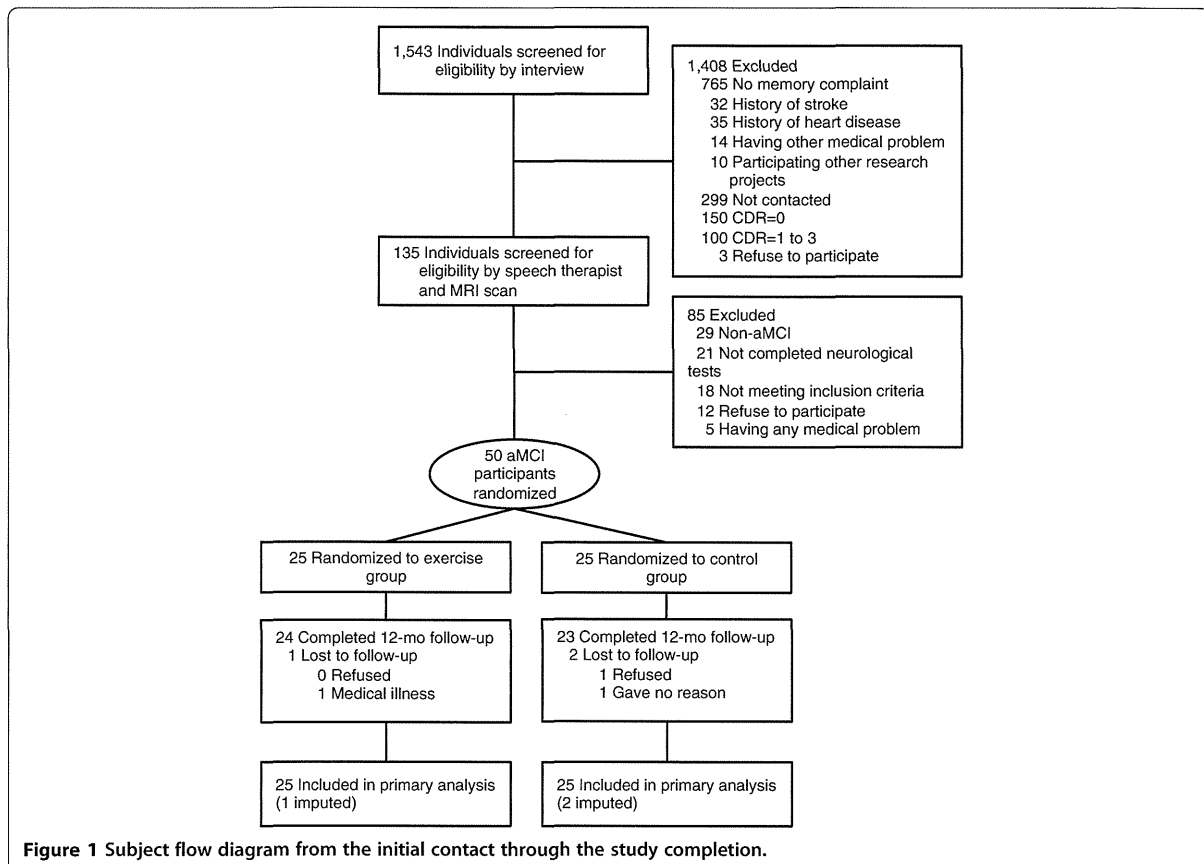 1,543 Individuals screened for
eligibility by interview
1,408 Excluded
765 No memory complaint
32 History of stroke
35 History of heart disease
14 Having other medical problem
10 Participating other research
projects
299 Not contacted
150 CDR=0
100 CDR=1 to 3
3 Refuse to participate
135 Individuals screened for
eligibility by speech therapist
and MRI scan
85 Excluded
29 Non-aMCI
21 Not completed neurological
tests
18 Not meeting inclusion criteria
12 Refuse to participate
5 Having any medical problem
50 aMCI
participants
randomized
25 Randomized to exercise
group
25 Randomized to control
group
24 Completed 12-mo follow-up
1 Lost to follow-up
0 Refused
1 Medical illness
23 Completed 12-mo follow-up
2 Lost to follow-up
1 Refused
1 Gave no reason
25 Included in primary analysis
(1 imputed)
25 Included in primary analysis
(2 imputed)
Figure 1 Subject flow diagram from the initial contact through the study completion.